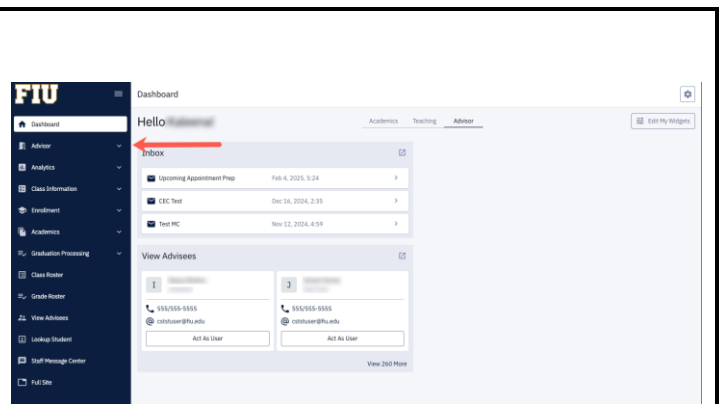 FIU
Dashboard
Advisor
Analytics
Class Information
Enrollment
Academics
Graduation Processing
Class Roster
Grade Roster
View Advisees
Lookup Student
Staff Message Center
Full Site
Dashboard
Hello
Academics Teaching Advisor
Edit My Widgets
Inbox
Upcoming Appointment Prep Feb 4, 2025, 5:24
CEC Test Dec 16, 2024, 2:35
Test MC Nov 12, 2024, 4:59
View Advisees
I
555/555-5555
cststuser@fiu.edu
Act As User
J
555/555-5555
cststuser@fiu.edu
Act As User
View 260 More